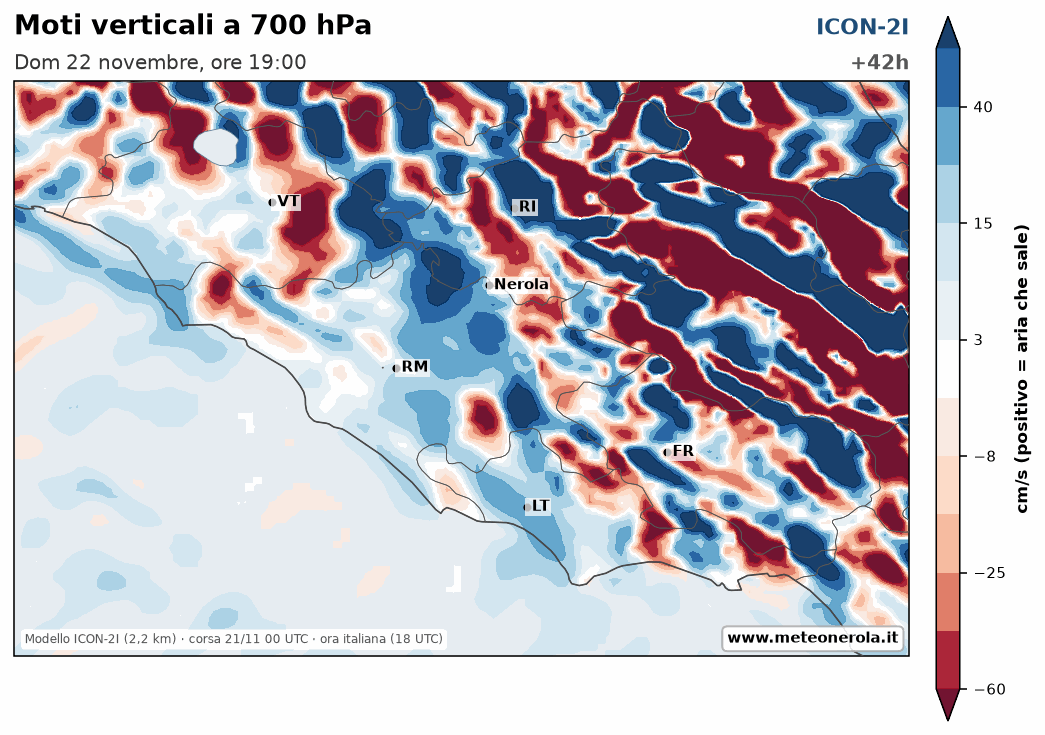 Moti verticali a 700 hPa
ICON-2I
Dom 22 novembre, ore 19:00
+42h
VT
RI
Nerola
RM
FR
LT
Modello ICON-2I (2,2 km) · corsa 21/11 00 UTC · ora italiana (18 UTC)
www.meteonerola.it
40
15
3
−8
−25
−60
cm/s (positivo = aria che sale)